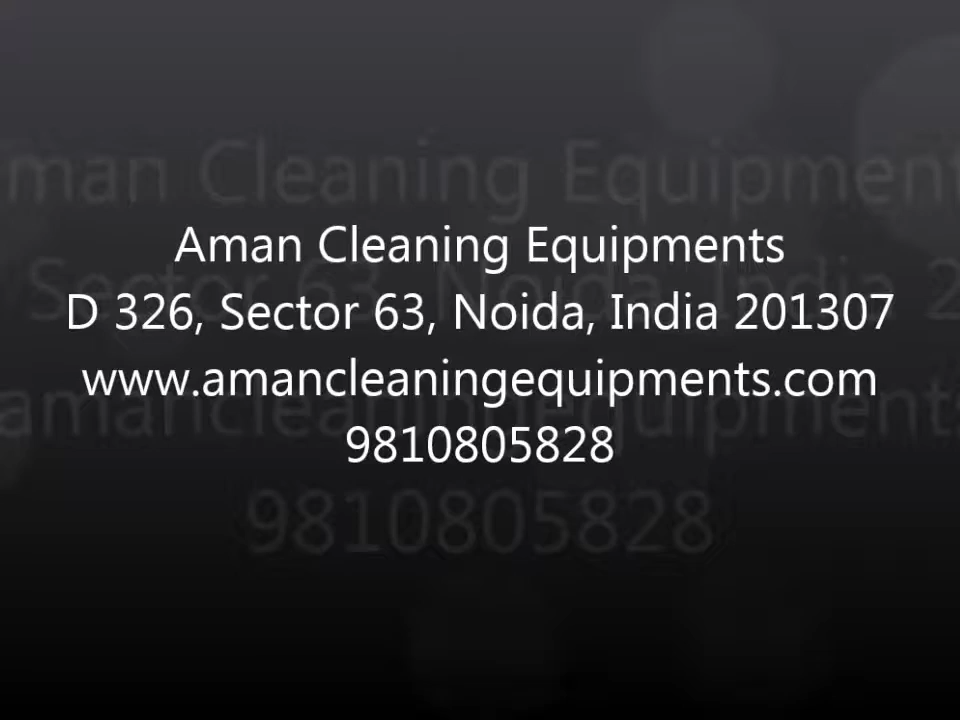 Aman Cleaning Equipments
D 326, Sector 63, Noida, India 201307
www.amancleaningequipments.com
9810805828